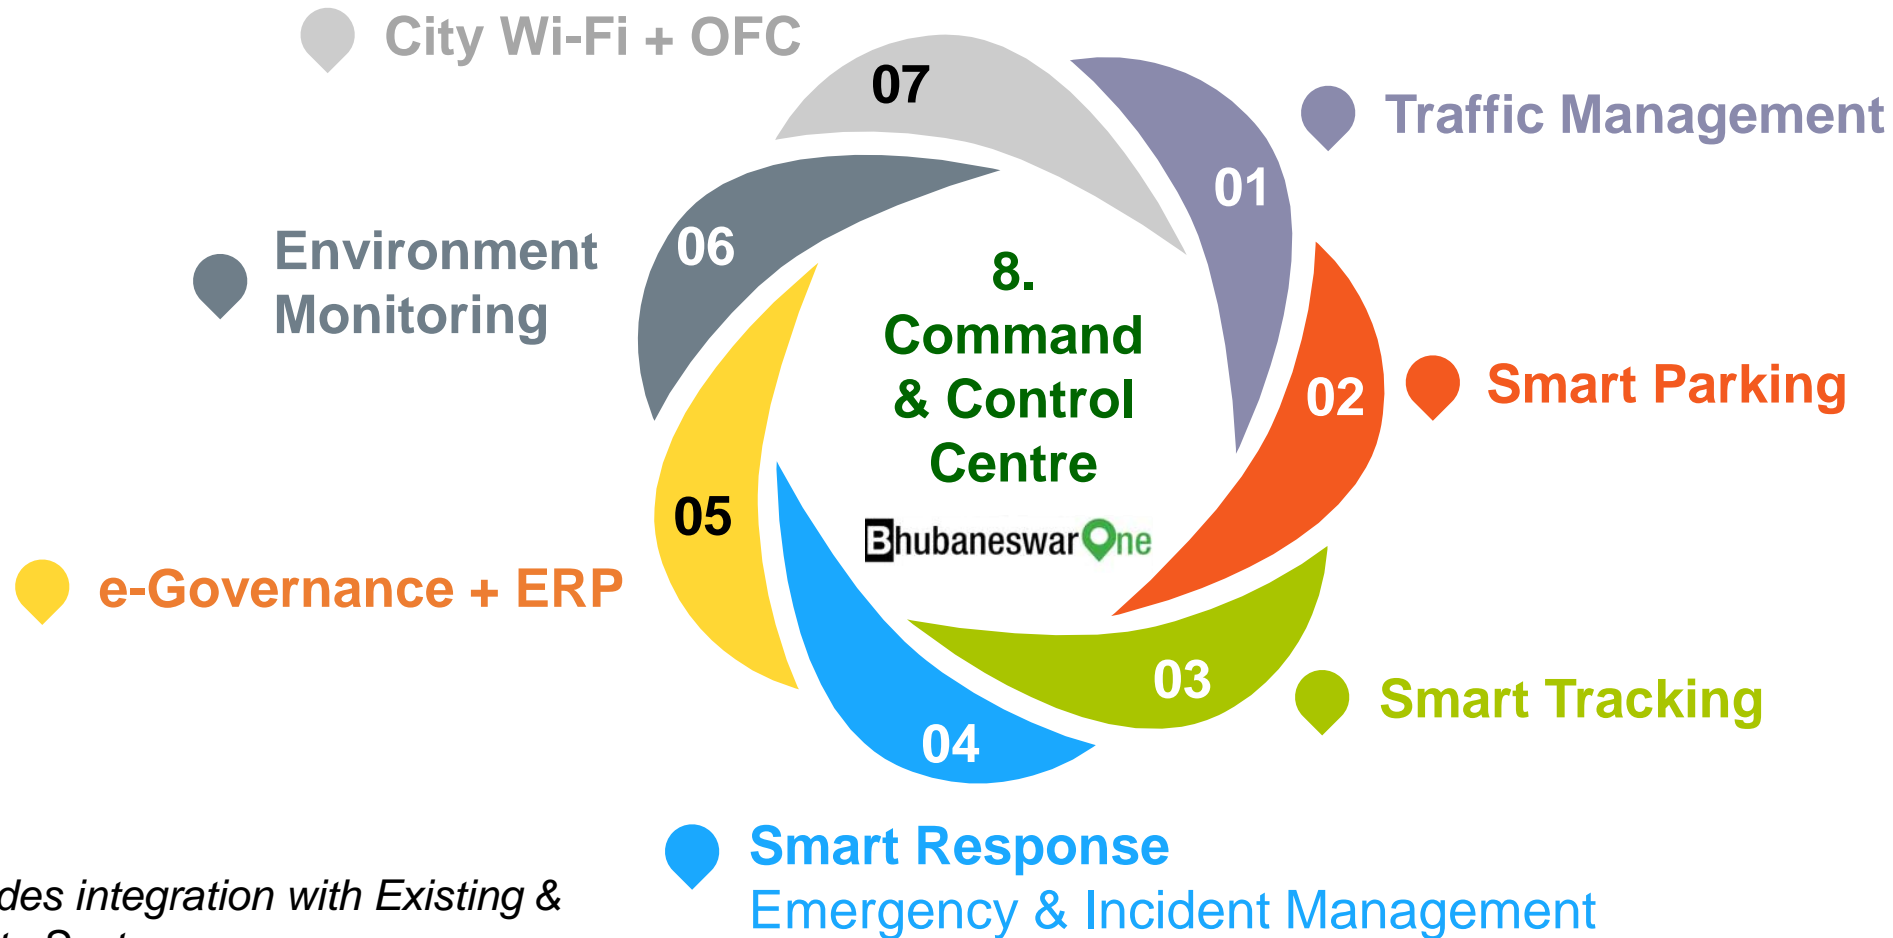 City Wi-Fi + OFC
07
Traffic Management
01
06
Environment
Monitoring
8.
Command
& Control
Centre
02
Smart Parking
05
BhubaneswarOne
e-Governance + ERP
03
Smart Tracking
04
Smart Response
Emergency & Incident Management
integration with Existing &